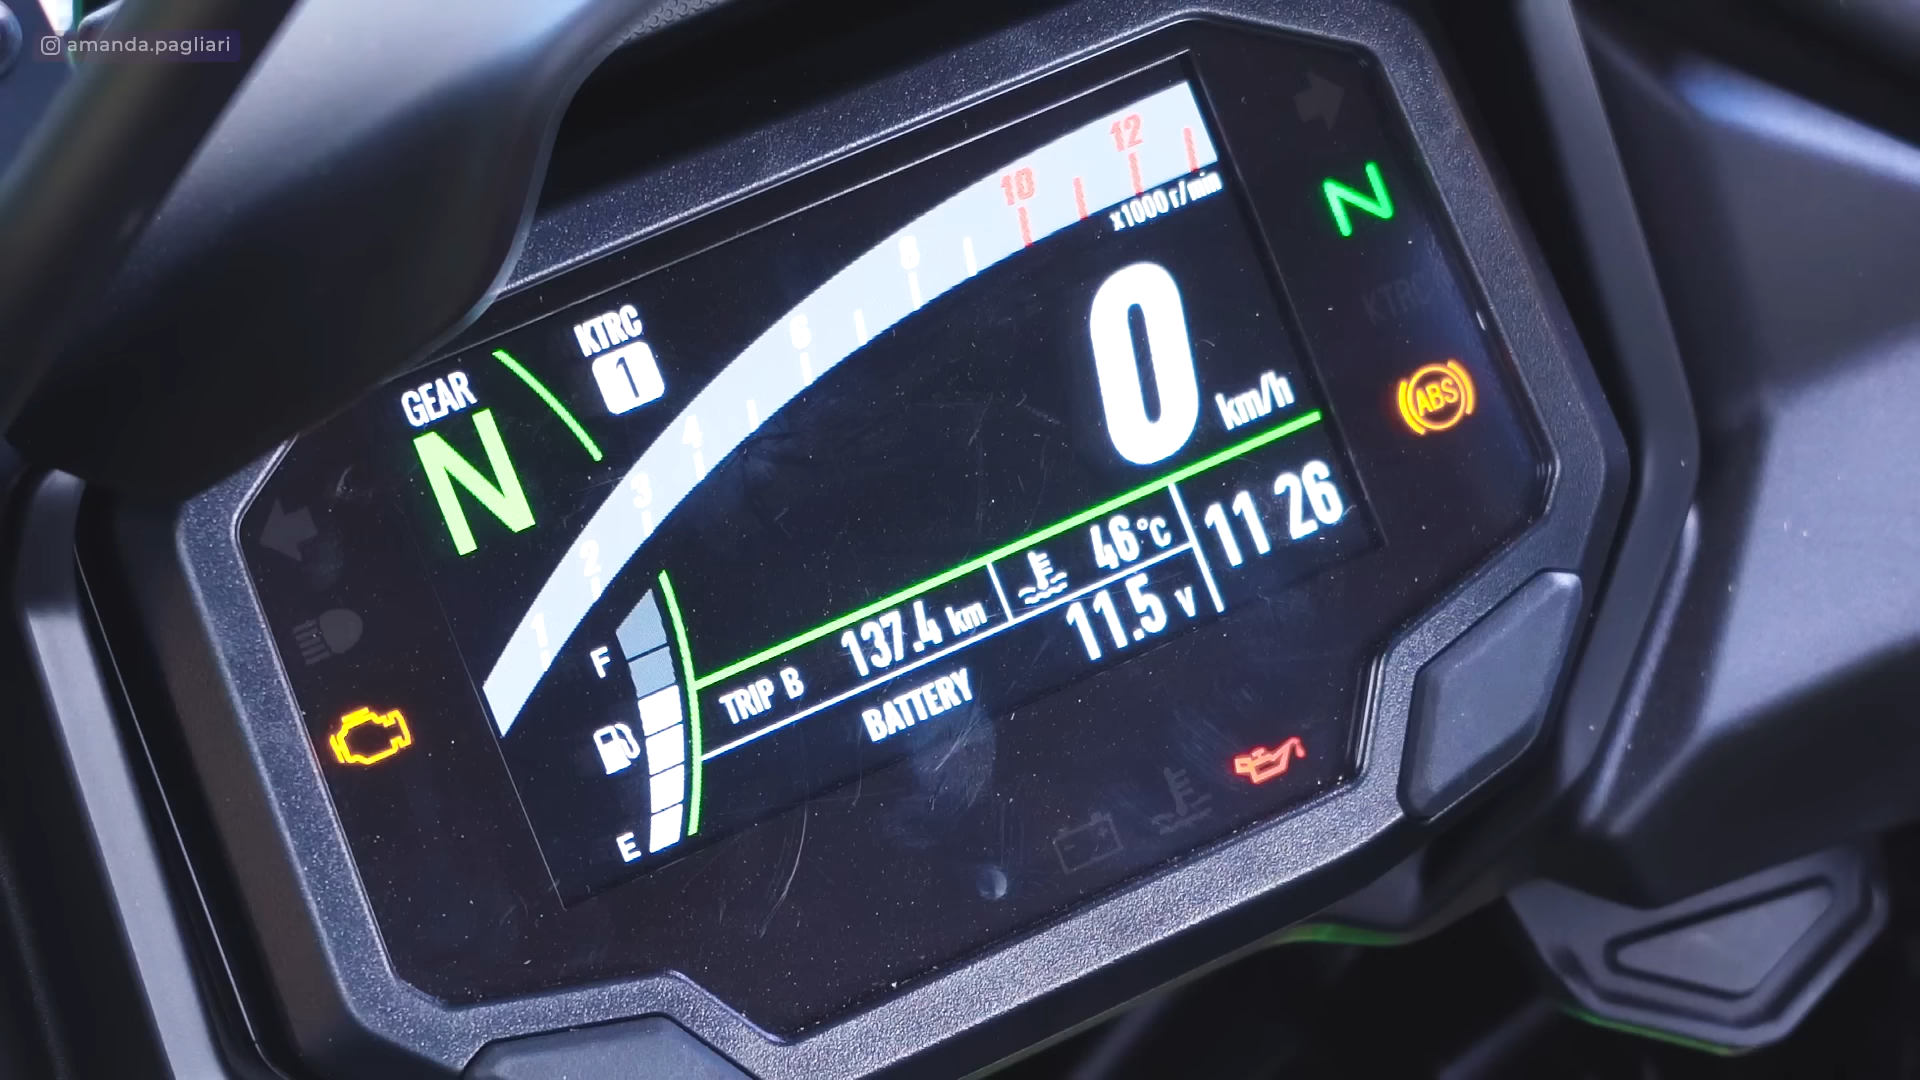 amanda.pagliari
12
10
x1000 r/min
8
6
4
3
2
1
N
KTRC
KTRC
1
GEAR
N
0
km/h
ABS
11 26
46°C
137.4 km
11.5 V
F
TRIP B
BATTERY
E